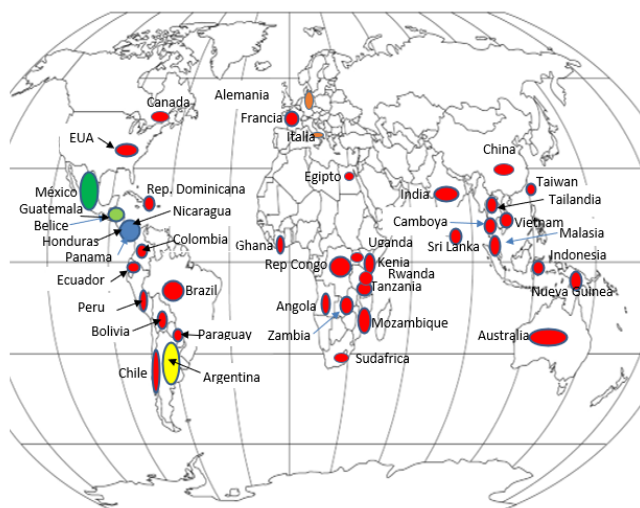 Canada
Alemania
Francia
EUA
Italia
China
Egipto
México
Rep. Dominicana
India
Taiwan
Tailandia
Guatemala
Nicaragua
Belice
Camboya
Vietnam
Honduras
Colombia
Ghana
Uganda
Sri Lanka
Malasia
Panama
Kenia
Indonesia
Rep Congo
Rwanda
Ecuador
Tanzania
Brazil
Nueva Guinea
Peru
Angola
Mozambique
Bolivia
Paraguay
Zambia
Australia
Sudafrica
Chile
Argentina